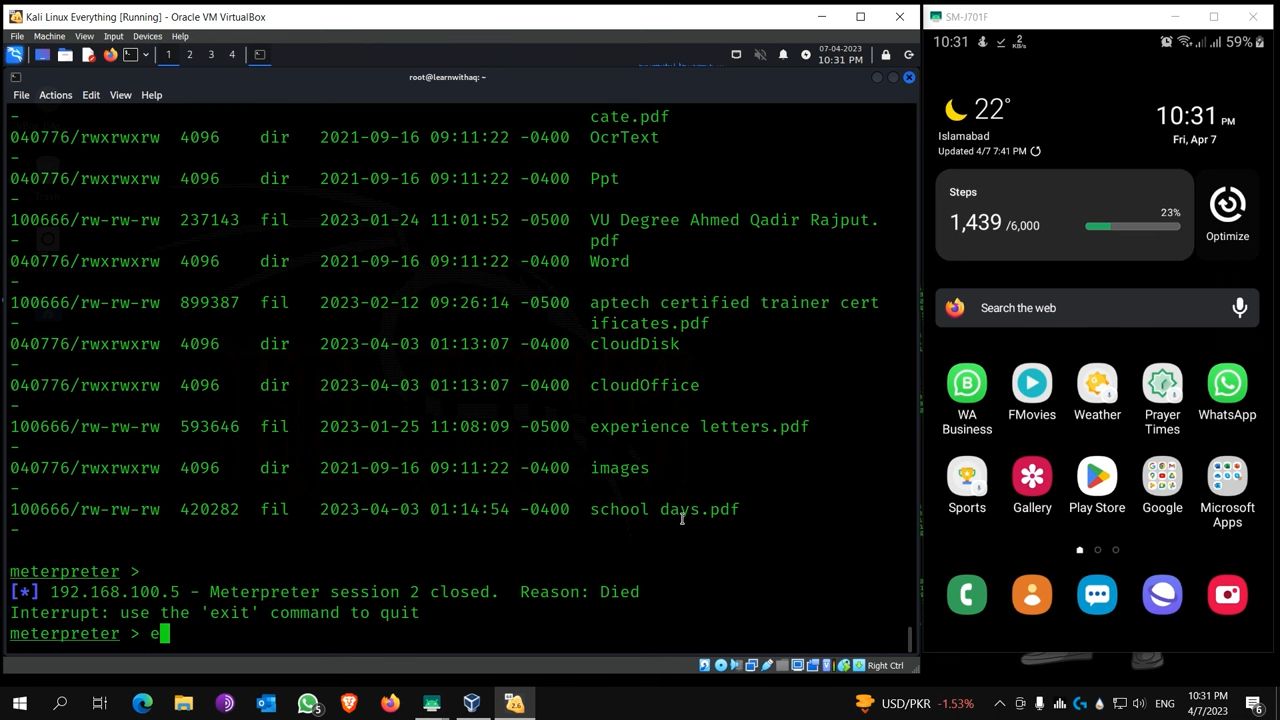 Kali Linux Everything [Running] - Oracle VM VirtualBox
File Machine View Input Devices Help
1 2 3 4
07-04-2023
10:31 PM
root@learnwithaq: ~
File Actions Edit View Help
cate.pdf
-
040776/rwxrwxrw 4096 dir 2021-09-16 09:11:22 -0400 OcrText
-
040776/rwxrwxrw 4096 dir 2021-09-16 09:11:22 -0400 Ppt
-
100666/rw-rw-rw 237143 fil 2023-01-24 11:01:52 -0500 VU Degree Ahmed Qadir Rajput.
- pdf
040776/rwxrwxrw 4096 dir 2021-09-16 09:11:22 -0400 Word
-
100666/rw-rw-rw 899387 fil 2023-02-12 09:26:14 -0500 aptech certified trainer cert
- ificates.pdf
040776/rwxrwxrw 4096 dir 2023-04-03 01:13:07 -0400 cloudDisk
-
040776/rwxrwxrw 4096 dir 2023-04-03 01:13:07 -0400 cloudOffice
-
100666/rw-rw-rw 593646 fil 2023-01-25 11:08:09 -0500 experience letters.pdf
-
040776/rwxrwxrw 4096 dir 2021-09-16 09:11:22 -0400 images
-
100666/rw-rw-rw 420282 fil 2023-04-03 01:14:54 -0400 school days.pdf
-
meterpreter >
[*] 192.168.100.5 - Meterpreter session 2 closed. Reason: Died
Interrupt: use the 'exit' command to quit
meterpreter > e
Right Ctrl
SM-J701F
10:31 2 KB/s 59%
22°
Islamabad
Updated 4/7 7:41 PM
10:31 PM
Fri, Apr 7
Steps
1,439 /6,000
23%
Optimize
Search the web
B
WA Business
FMovies
Weather
Prayer Times
WhatsApp
Sports
Gallery
Play Store
Google
Microsoft Apps
5
2.6
USD/PKR -1.53%
ENG
10:31 PM
4/7/2023
6